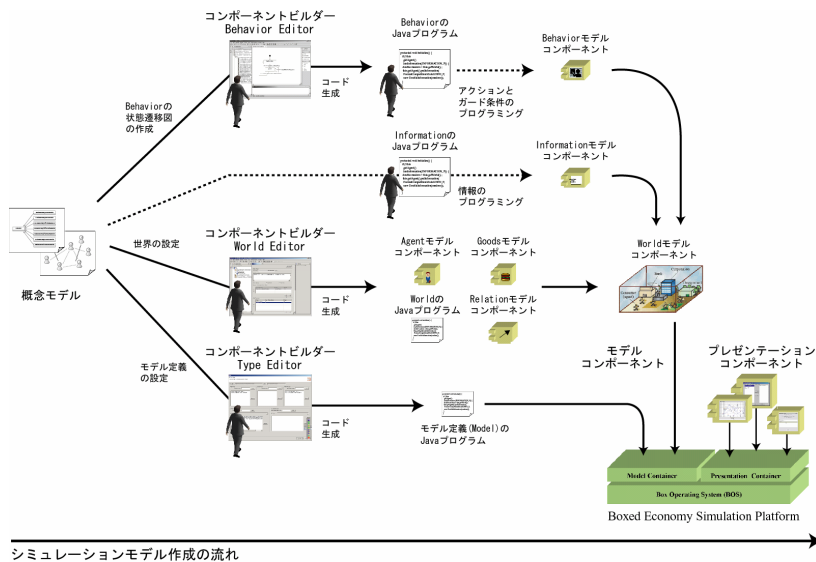 コンポーネントビルダー
Behavior Editor
Behaviorの
Javaプログラム
Behaviorモデル
コンポーネント
コード
生成
アクションと
ガード条件の
プログラミング
Behaviorの
状態遷移図
の作成
Informationの
Javaプログラム
Informationモデル
コンポーネント
情報の
プログラミング
コンポーネントビルダー
World Editor
世界の設定
コード
生成
Agentモデル
コンポーネント
Goodsモデル
コンポーネント
Worldの
Javaプログラム
Relationモデル
コンポーネント
Worldモデル
コンポーネント
概念モデル
コンポーネントビルダー
Type Editor
モデル定義
の設定
コード
生成
モデル定義(Model)の
Javaプログラム
モデル
コンポーネント
プレゼンテーション
コンポーネント
Model Container
Presentation Container
Box Operating System (BOS)
Boxed Economy Simulation Platform
シミュレーションモデル作成の流れ